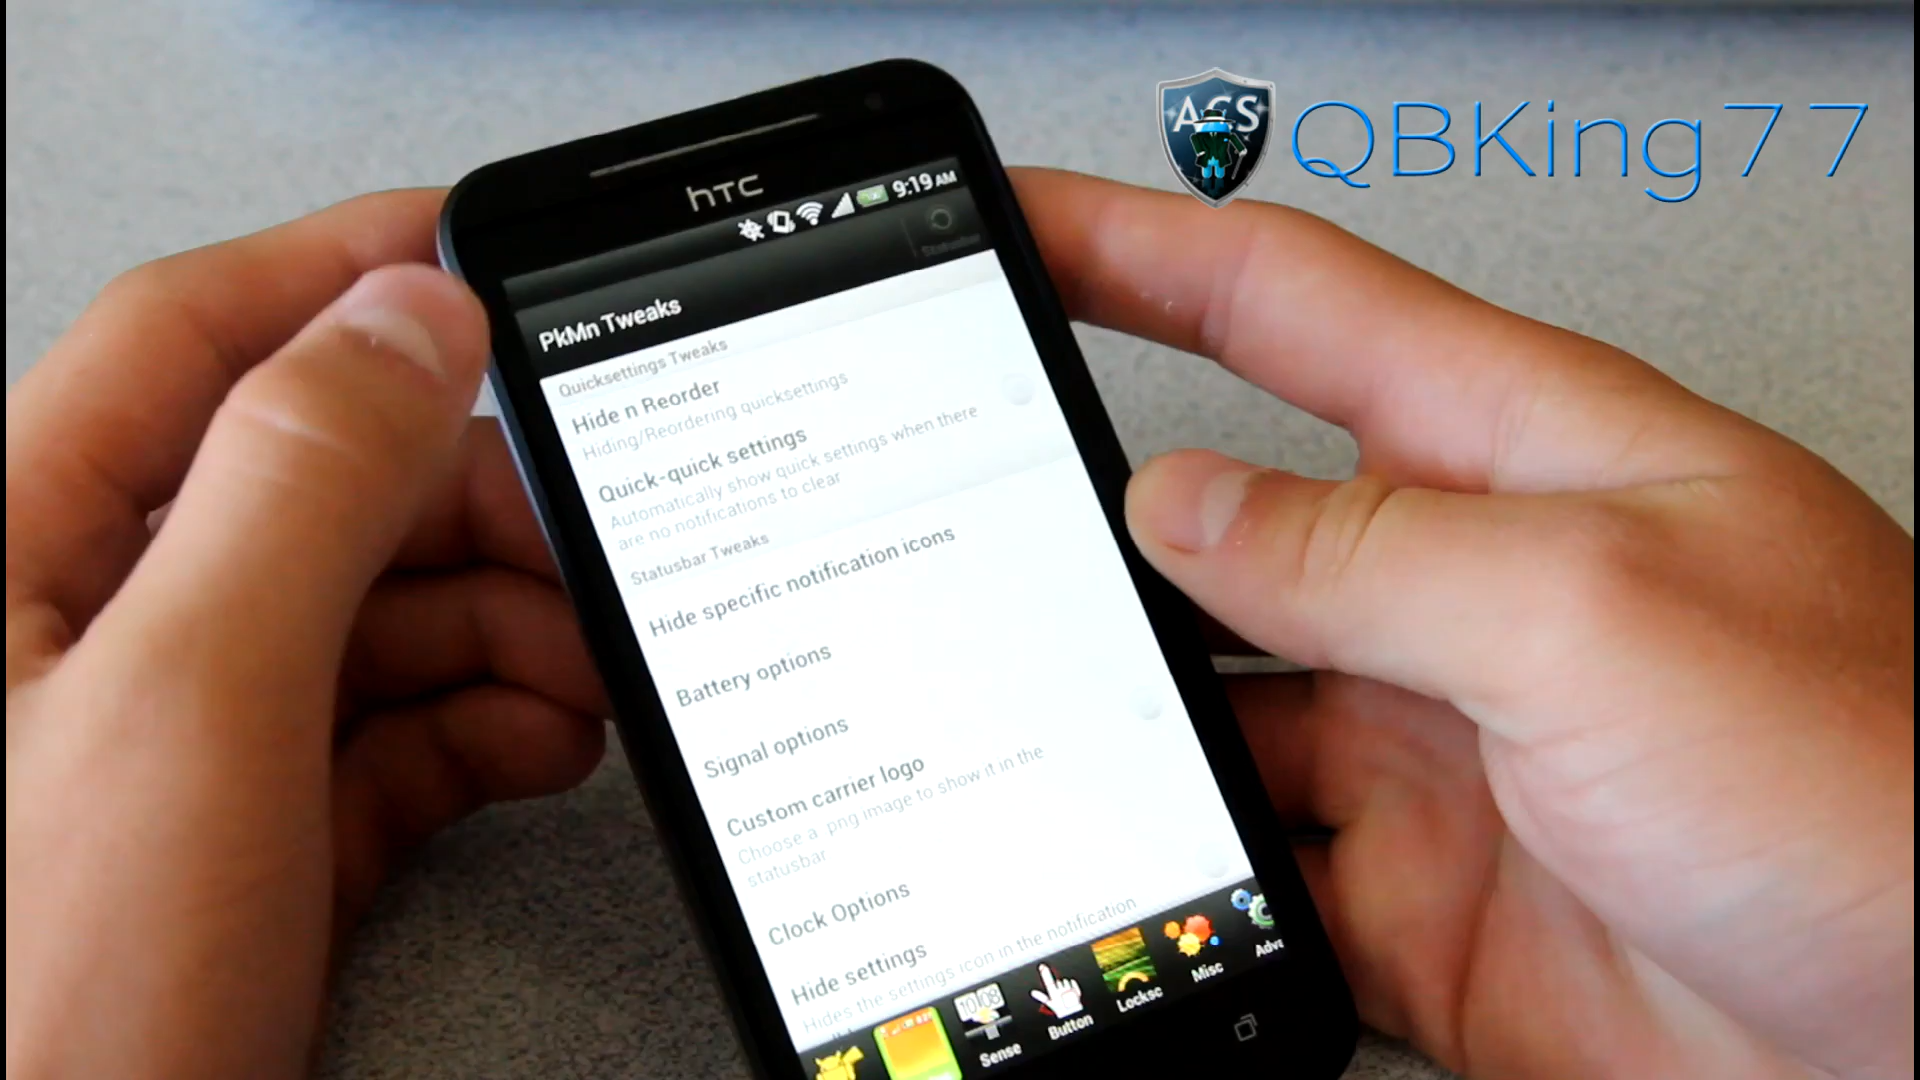 ACS
QBKing77
hTC
9:19 AM
Statusbar
PkMn Tweaks
Quicksettings Tweaks
Hide n Reorder
Hiding/Reordering quicksettings
Quick-quick settings
Automatically show quick settings when there
are no notifications to clear
Statusbar Tweaks
Hide specific notification icons
Battery options
Signal options
Custom carrier logo
Choose a .png image to show it in the
statusbar
Clock Options
Hide settings
Hides the settings icon in the notification
10:08
Sense
Button
Locksc
Misc
Adva